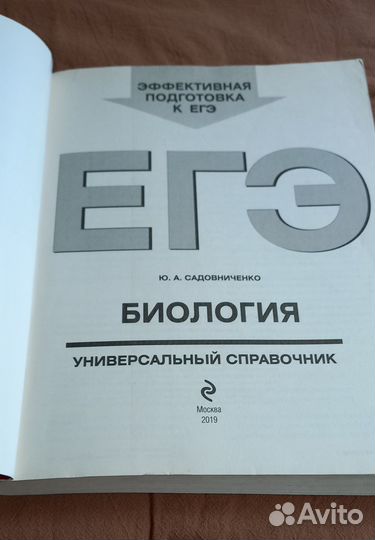 ЭФФЕКТИВНАЯ
ПОДГОТОВКА
К ЕГЭ
ЕГЭ
Ю. А. САДОВНИЧЕНКО
БИОЛОГИЯ
УНИВЕРСАЛЬНЫЙ СПРАВОЧНИК
Москва
2019
Avito